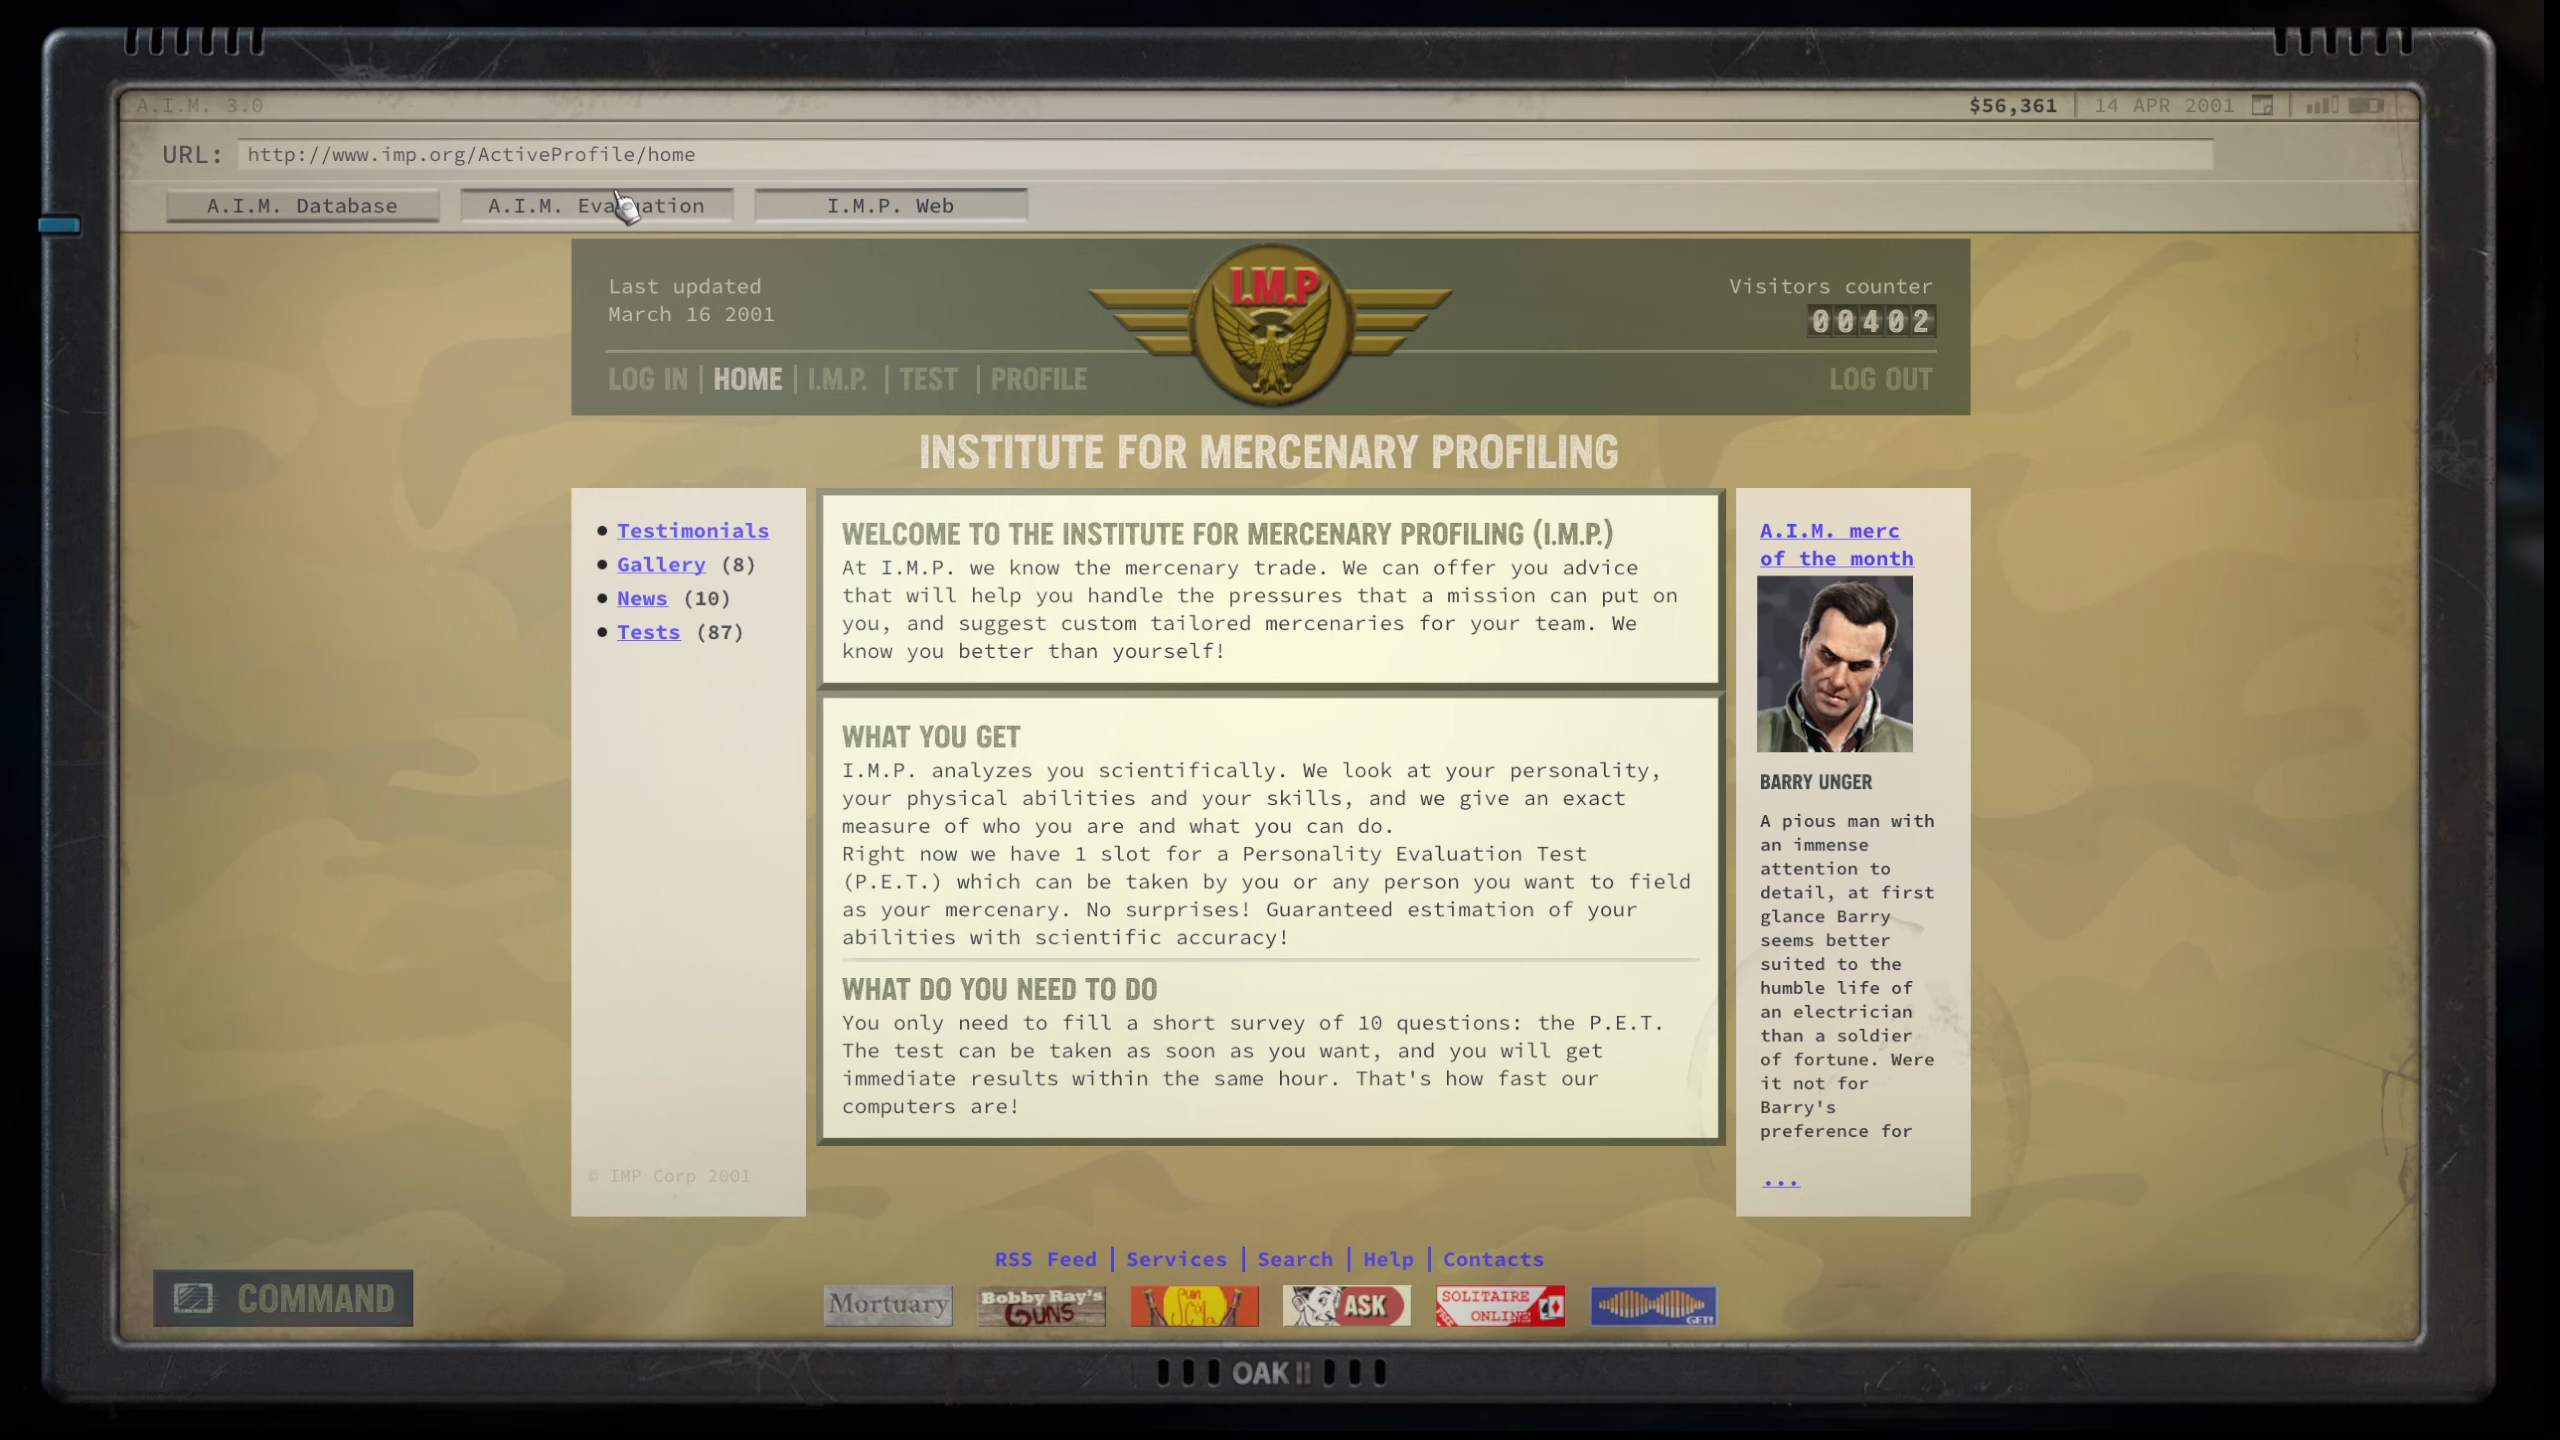 A.I.M. 3.0
$56,361 | 14 APR 2001
URL: http://www.imp.org/ActiveProfile/home
A.I.M. Database
A.I.M. Evaluation
I.M.P. Web
Last updated
March 16 2001
I.M.P
Visitors counter
00402
LOG IN | HOME | I.M.P. | TEST | PROFILE
LOG OUT
INSTITUTE FOR MERCENARY PROFILING
• Testimonials
• Gallery (8)
• News (10)
• Tests (87)
© IMP Corp 2001
WELCOME TO THE INSTITUTE FOR MERCENARY PROFILING (I.M.P.)
At I.M.P. we know the mercenary trade. We can offer you advice
that will help you handle the pressures that a mission can put on
you, and suggest custom tailored mercenaries for your team. We
know you better than yourself!
WHAT YOU GET
I.M.P. analyzes you scientifically. We look at your personality,
your physical abilities and your skills, and we give an exact
measure of who you are and what you can do.
Right now we have 1 slot for a Personality Evaluation Test
(P.E.T.) which can be taken by you or any person you want to field
as your mercenary. No surprises! Guaranteed estimation of your
abilities with scientific accuracy!
WHAT DO YOU NEED TO DO
You only need to fill a short survey of 10 questions: the P.E.T.
The test can be taken as soon as you want, and you will get
immediate results within the same hour. That's how fast our
computers are!
A.I.M. merc
of the month
BARRY UNGER
A pious man with
an immense
attention to
detail, at first
glance Barry
seems better
suited to the
humble life of
an electrician
than a soldier
of fortune. Were
it not for
Barry's
preference for
...
RSS Feed | Services | Search | Help | Contacts
Mortuary
Bobby Ray's
GUNS
ASK
SOLITAIRE
ONLINE
GET!
COMMAND
OAK II